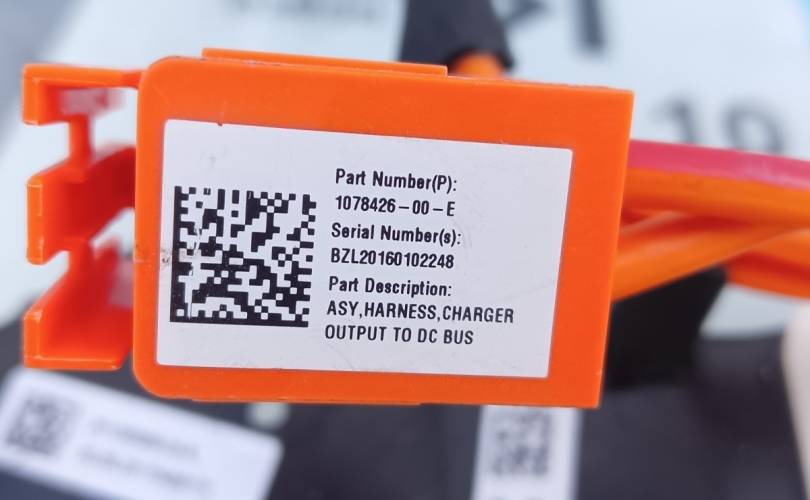 Part Number(P):
1078426-00-E
Serial Number(s):
BZL20160102248
Part Description:
ASY,HARNESS,CHARGER
OUTPUT TO DC BUS